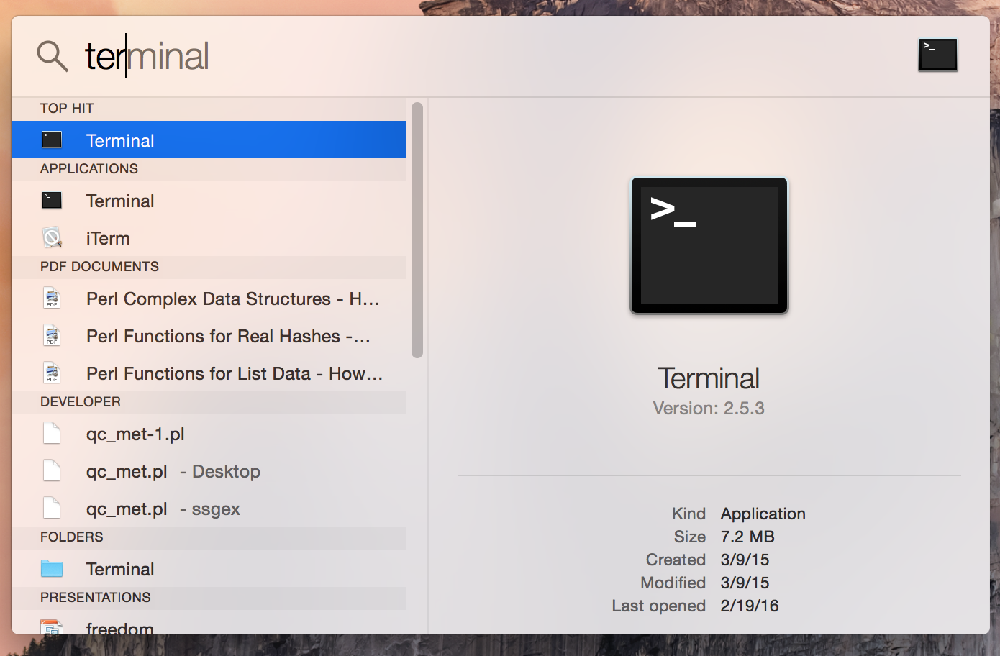 terminal
TOP HIT
Terminal
APPLICATIONS
Terminal
iTerm
PDF DOCUMENTS
Perl Complex Data Structures - H...
Perl Functions for Real Hashes -...
Perl Functions for List Data - How...
DEVELOPER
qc_met-1.pl
qc_met.pl - Desktop
qc_met.pl - ssgex
FOLDERS
Terminal
PRESENTATIONS
freedom
>_
Terminal
Version: 2.5.3
Kind Application
Size 7.2 MB
Created 3/9/15
Modified 3/9/15
Last opened 2/19/16